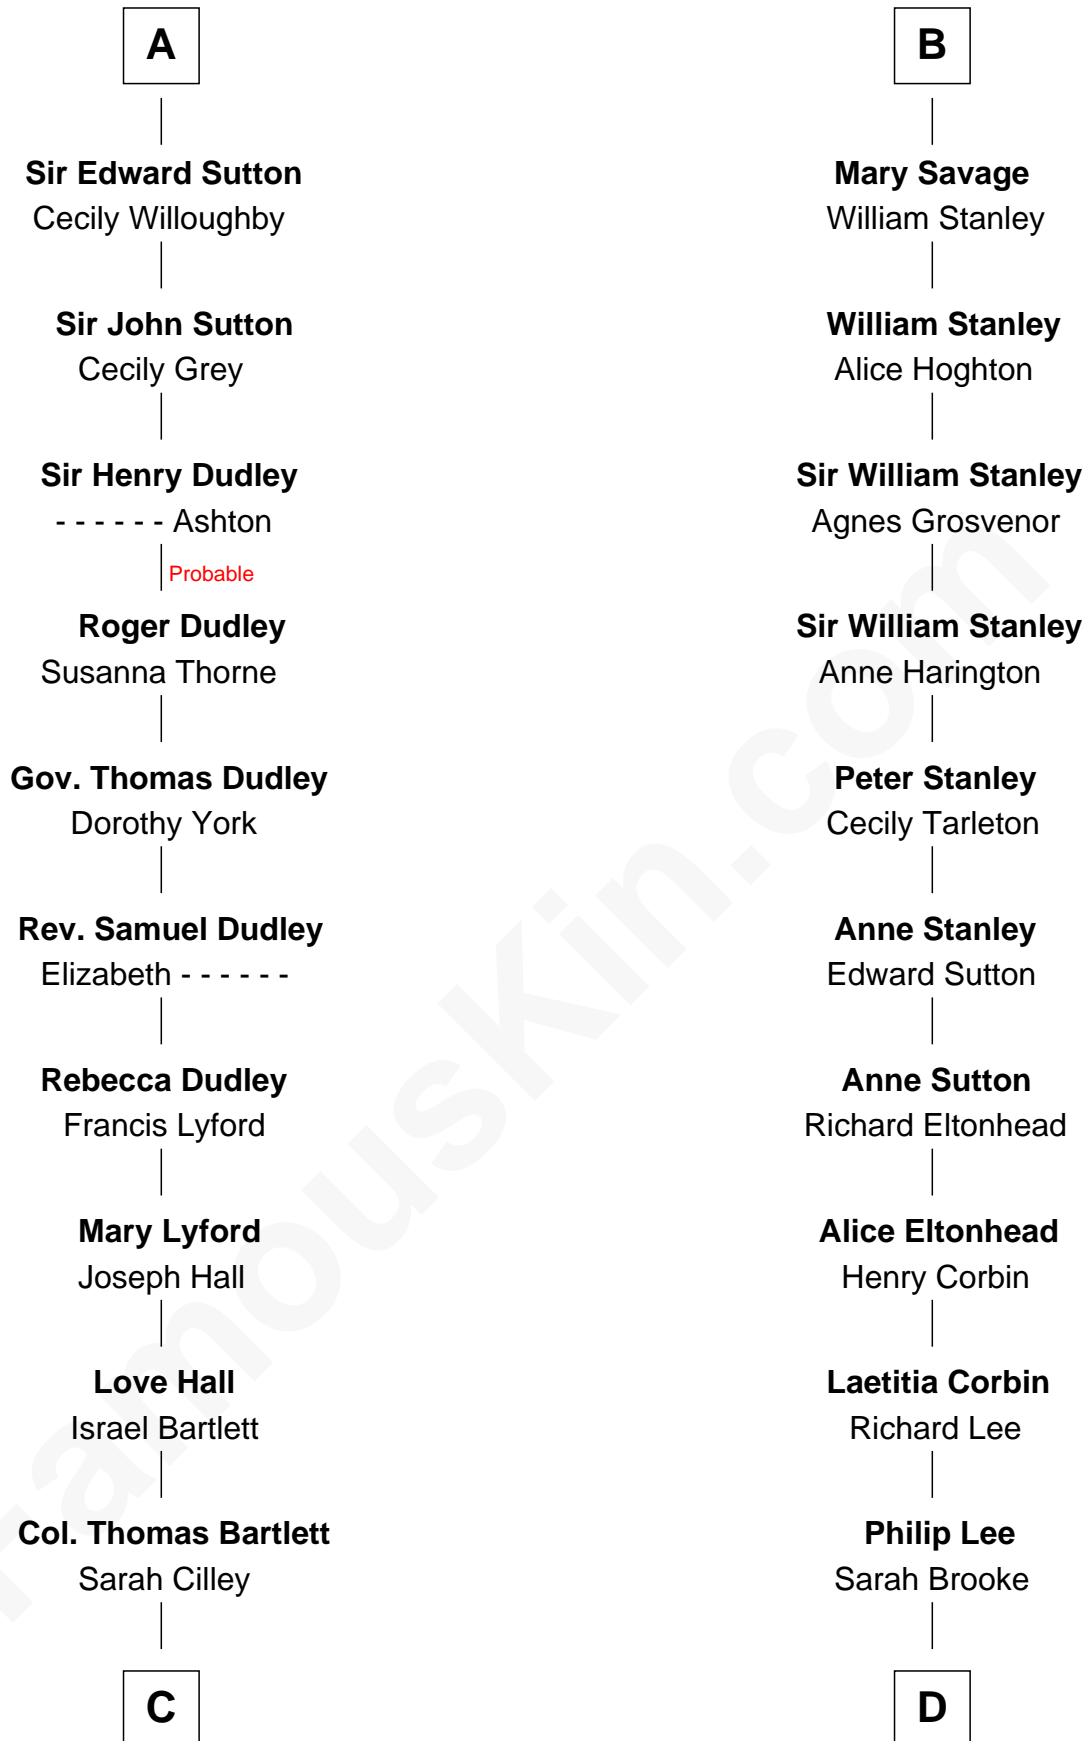 A
Sir Edward Sutton
Cecily Willoughby
Sir John Sutton
Cecily Grey
Sir Henry Dudley
- - - - - - Ashton
Probable
Roger Dudley
Susanna Thorne
Gov. Thomas Dudley
Dorothy York
Rev. Samuel Dudley
Elizabeth - - - - - -
Rebecca Dudley
Francis Lyford
Mary Lyford
Joseph Hall
Love Hall
Israel Bartlett
Col. Thomas Bartlett
Sarah Cilley
C
B
Mary Savage
William Stanley
William Stanley
Alice Hoghton
Sir William Stanley
Agnes Grosvenor
Sir William Stanley
Anne Harington
Peter Stanley
Cecily Tarleton
Anne Stanley
Edward Sutton
Anne Sutton
Richard Eltonhead
Alice Eltonhead
Henry Corbin
Laetitia Corbin
Richard Lee
Philip Lee
Sarah Brooke
D
FamousKin.com